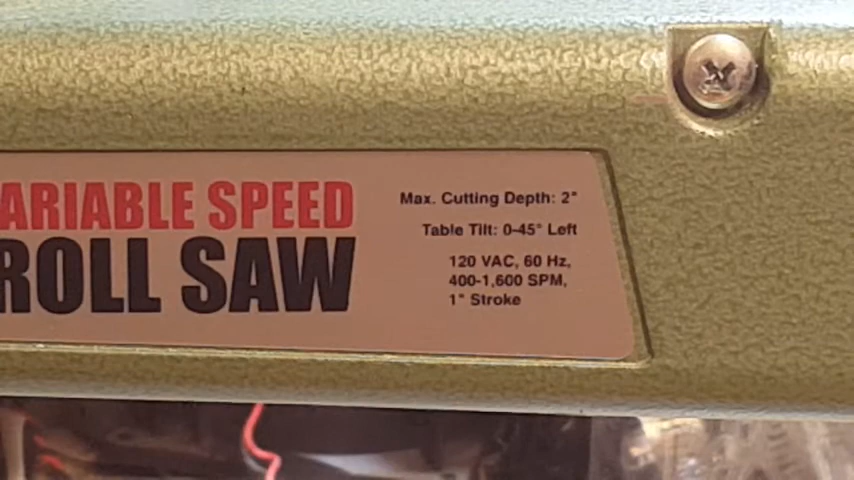 ARIABLE SPEED
ROLL SAW
Max. Cutting Depth: 2"
Table Tilt: 0-45° Left
120 VAC, 60 Hz,
400-1,600 SPM,
1" Stroke